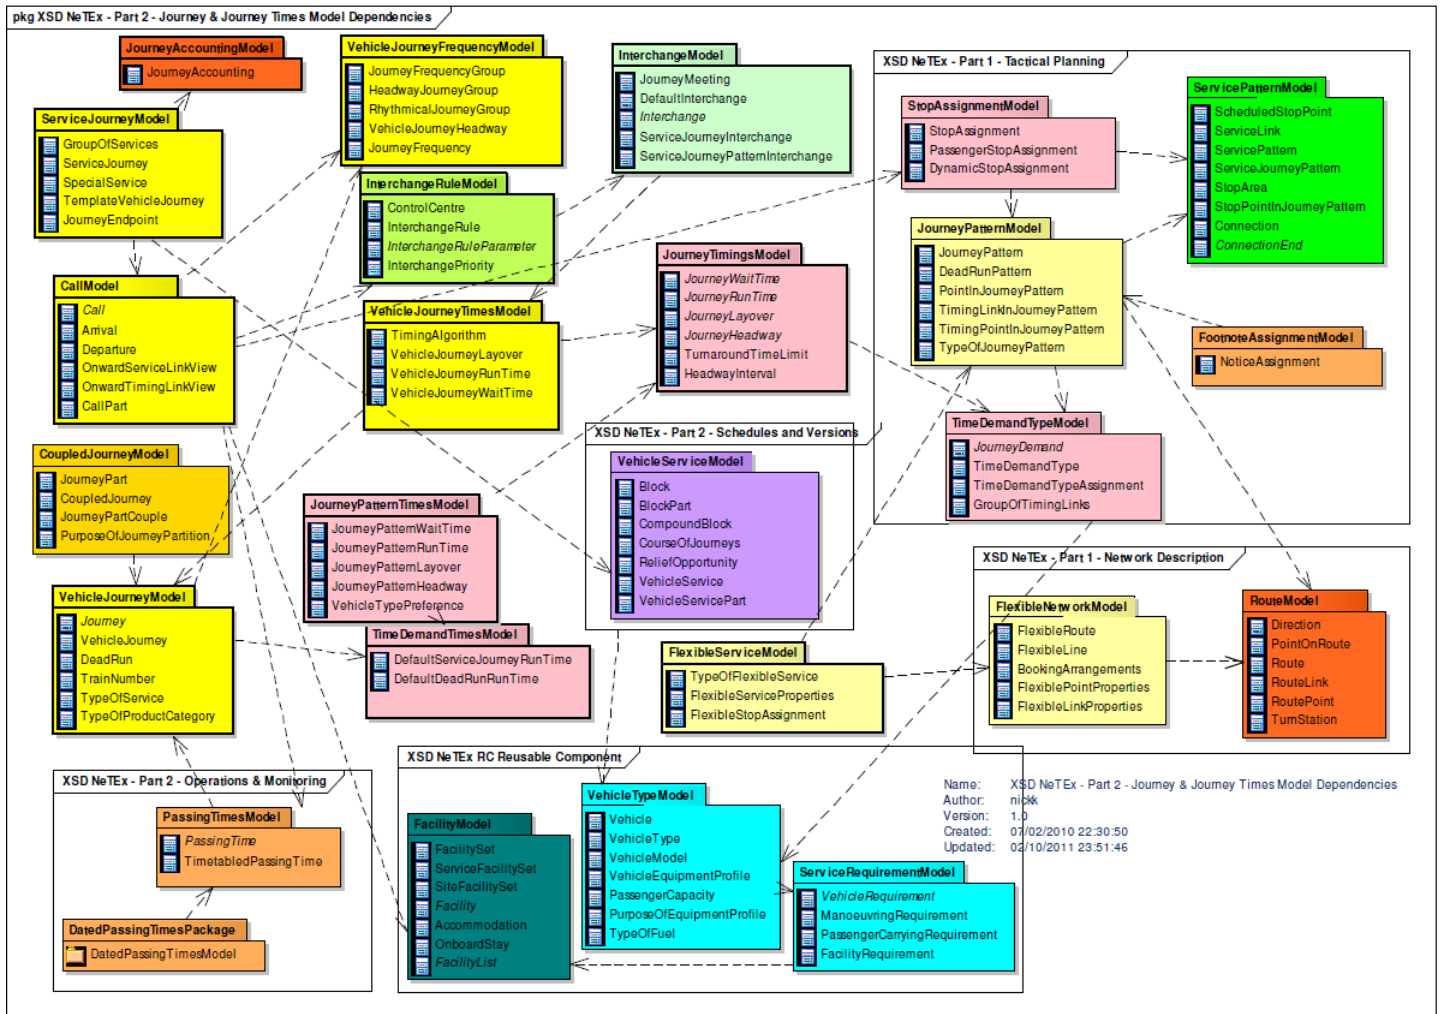 pkg XSD NeTEx - Part 2 - Journey & Journey Times Model Dependencies
JourneyAccountingModel
JourneyAccounting
ServiceJourneyModel
GroupOfServices
ServiceJourney
SpecialService
TemplateVehicleJourney
JourneyEndpoint
CallModel
Call
Arrival
Departure
OnwardServiceLinkView
OnwardTimingLinkView
CallPart
CoupledJourneyModel
JourneyPart
CoupledJourney
JourneyPartCouple
PurposeOfJourneyPartition
VehicleJourneyModel
Journey
VehicleJourney
DeadRun
TrainNumber
TypeOfService
TypeOfProductCategory
XSD NeTEx - Part 2 - Operations & Monitoring
PassingTimesModel
PassingTime
TimetabledPassingTime
DatedPassingTimesPackage
DatedPassingTimesModel
VehicleJourneyFrequencyModel
JourneyFrequencyGroup
HeadwayJourneyGroup
RhythmicalJourneyGroup
VehicleJourneyHeadway
JourneyFrequency
InterchangeRuleModel
ControlCentre
InterchangeRule
InterchangeRuleParameter
InterchangePriority
VehicleJourneyTimesModel
TimingAlgorithm
VehicleJourneyLayover
VehicleJourneyRunTime
VehicleJourneyWaitTime
JourneyPatternTimesModel
JourneyPatternWaitTime
JourneyPatternRunTime
JourneyPatternLayover
JourneyPatternHeadway
VehicleTypePreference
TimeDemandTimesModel
DefaultServiceJourneyRunTime
DefaultDeadRunRunTime
InterchangeModel
JourneyMeeting
DefaultInterchange
Interchange
ServiceJourneyInterchange
ServiceJourneyPatternInterchange
JourneyTimingsModel
JourneyWaitTime
JourneyRunTime
JourneyLayover
JourneyHeadway
TurnaroundTimeLimit
HeadwayInterval
XSD NeTEx - Part 2 - Schedules and Versions
VehicleServiceModel
Block
BlockPart
CompoundBlock
CourseOfJourneys
ReliefOpportunity
VehicleService
VehicleServicePart
FlexibleServiceModel
TypeOfFlexibleService
FlexibleServiceProperties
FlexibleStopAssignment
XSD NeTEx - Part 1 - Tactical Planning
StopAssignmentModel
StopAssignment
PassengerStopAssignment
DynamicStopAssignment
ServicePatternModel
ScheduledStopPoint
ServiceLink
ServicePattern
ServiceJourneyPattern
StopArea
StopPointInJourneyPattern
Connection
ConnectionEnd
JourneyPatternModel
JourneyPattern
DeadRunPattern
PointInJourneyPattern
TimingLinkInJourneyPattern
TimingPointInJourneyPattern
TypeOfJourneyPattern
FootnoteAssignmentModel
NoticeAssignment
TimeDemandTypeModel
JourneyDemand
TimeDemandType
TimeDemandTypeAssignment
GroupOfTimingLinks
XSD NeTEx - Part 1 - Network Description
FlexibleNetworkModel
FlexibleRoute
FlexibleLine
BookingArrangements
FlexiblePointProperties
FlexibleLinkProperties
RouteModel
Direction
PointOnRoute
Route
RouteLink
RoutePoint
TurnStation
XSD NeTEx RC Reusable Component
FacilityModel
FacilitySet
ServiceFacilitySet
SiteFacilitySet
Facility
Accommodation
OnboardStay
FacilityList
VehicleTypeModel
Vehicle
VehicleType
VehicleModel
VehicleEquipmentProfile
PassengerCapacity
PurposeOfEquipmentProfile
TypeOfFuel
ServiceRequirementModel
VehicleRequirement
ManoeuvringRequirement
PassengerCarryingRequirement
FacilityRequirement
Name: XSD NeTEx - Part 2 - Journey & Journey Times Model Dependencies
Author: nickk
Version: 1.0
Created: 07/02/2010 22:30:50
Updated: 02/10/2011 23:51:46